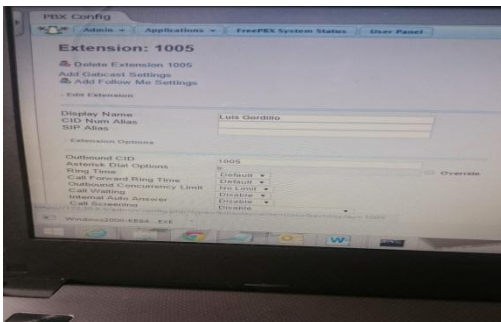 PBX Config
Admin Applications FreePBX System Status User Panel
Extension: 1005
Delete Extension 1005
Add Gabcast Settings
Add Follow Me Settings
- Edit Extension
Display Name Luis Gordillo
CID Num Alias
SIP Alias
- Extension Options
Outbound CID 1005
Asterisk Dial Options tr Override
Ring Time Default
Call Forward Ring Time Default
Outbound Concurrency Limit No Limit
Call Waiting Disable
Internal Auto Answer Disable
Call Screening Disable
W